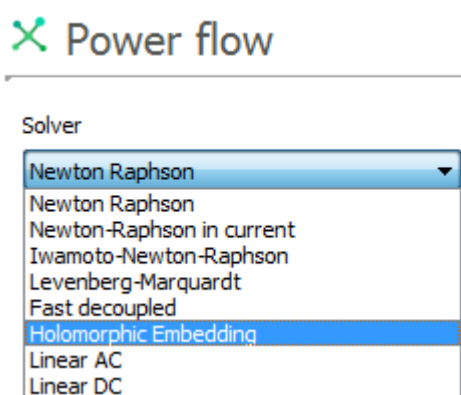 Power flow
Solver
Newton Raphson
Newton Raphson
Newton-Raphson in current
Iwamoto-Newton-Raphson
Levenberg-Marquardt
Fast decoupled
Holomorphic Embedding
Linear AC
Linear DC